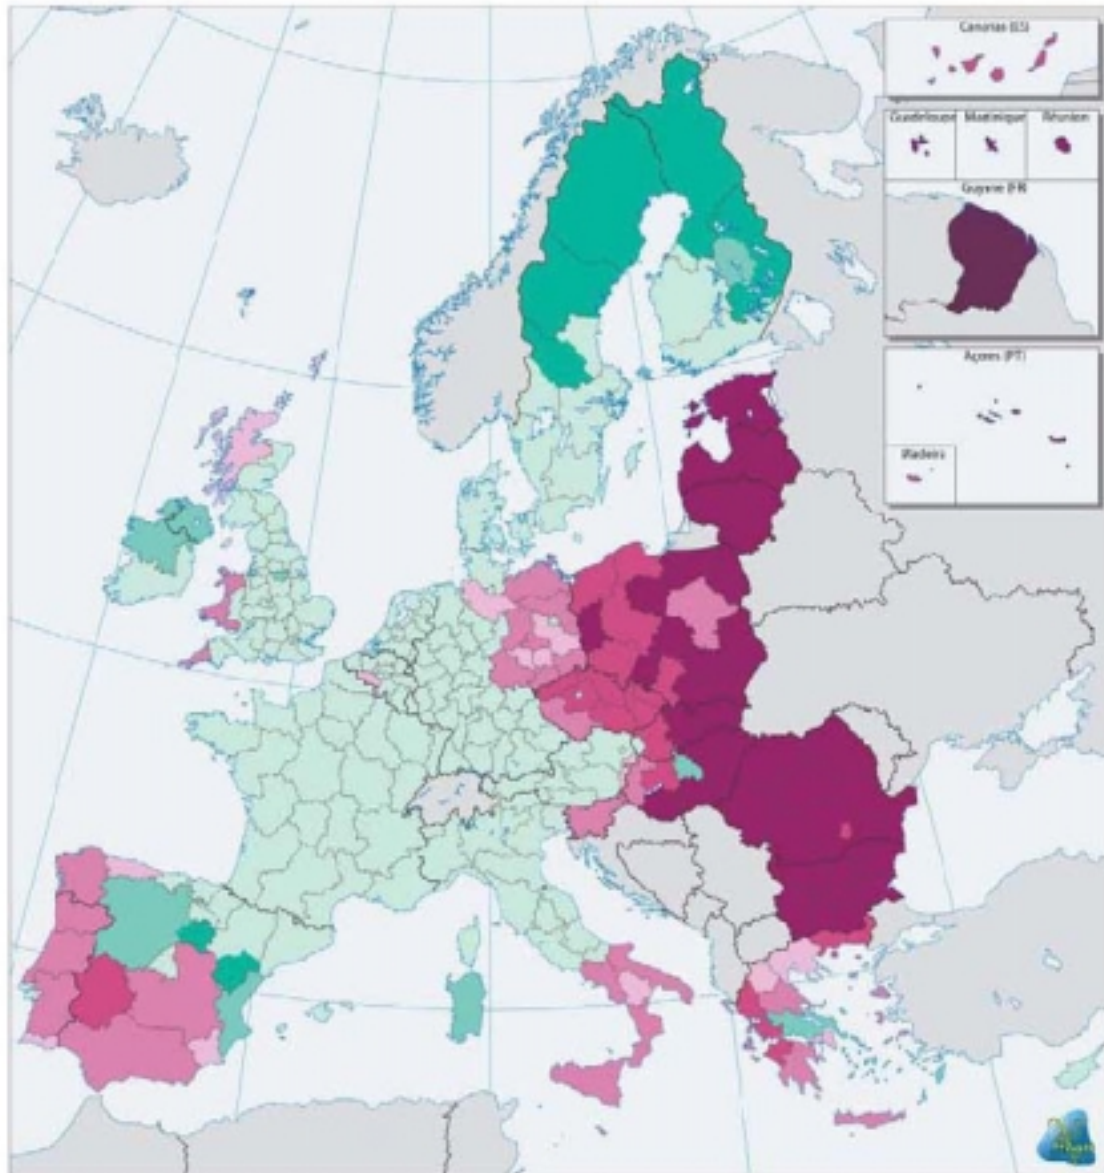 Canarias (ES)
Guadeloupe
Martinique
Réunion
Guyane (FR)
Açores (PT)
Madeira